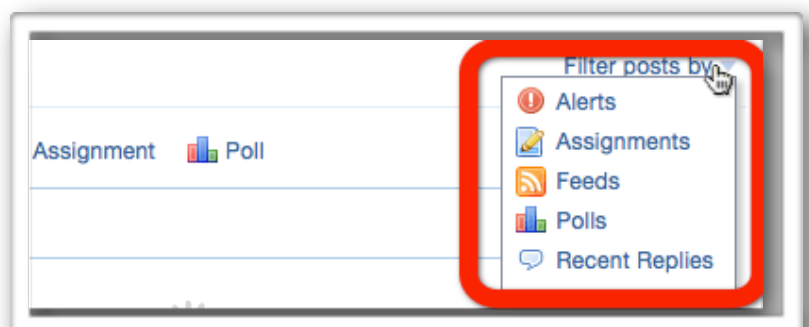 Filter posts by
Alerts
Assignment Poll
Assignments
Feeds
Polls
Recent Replies